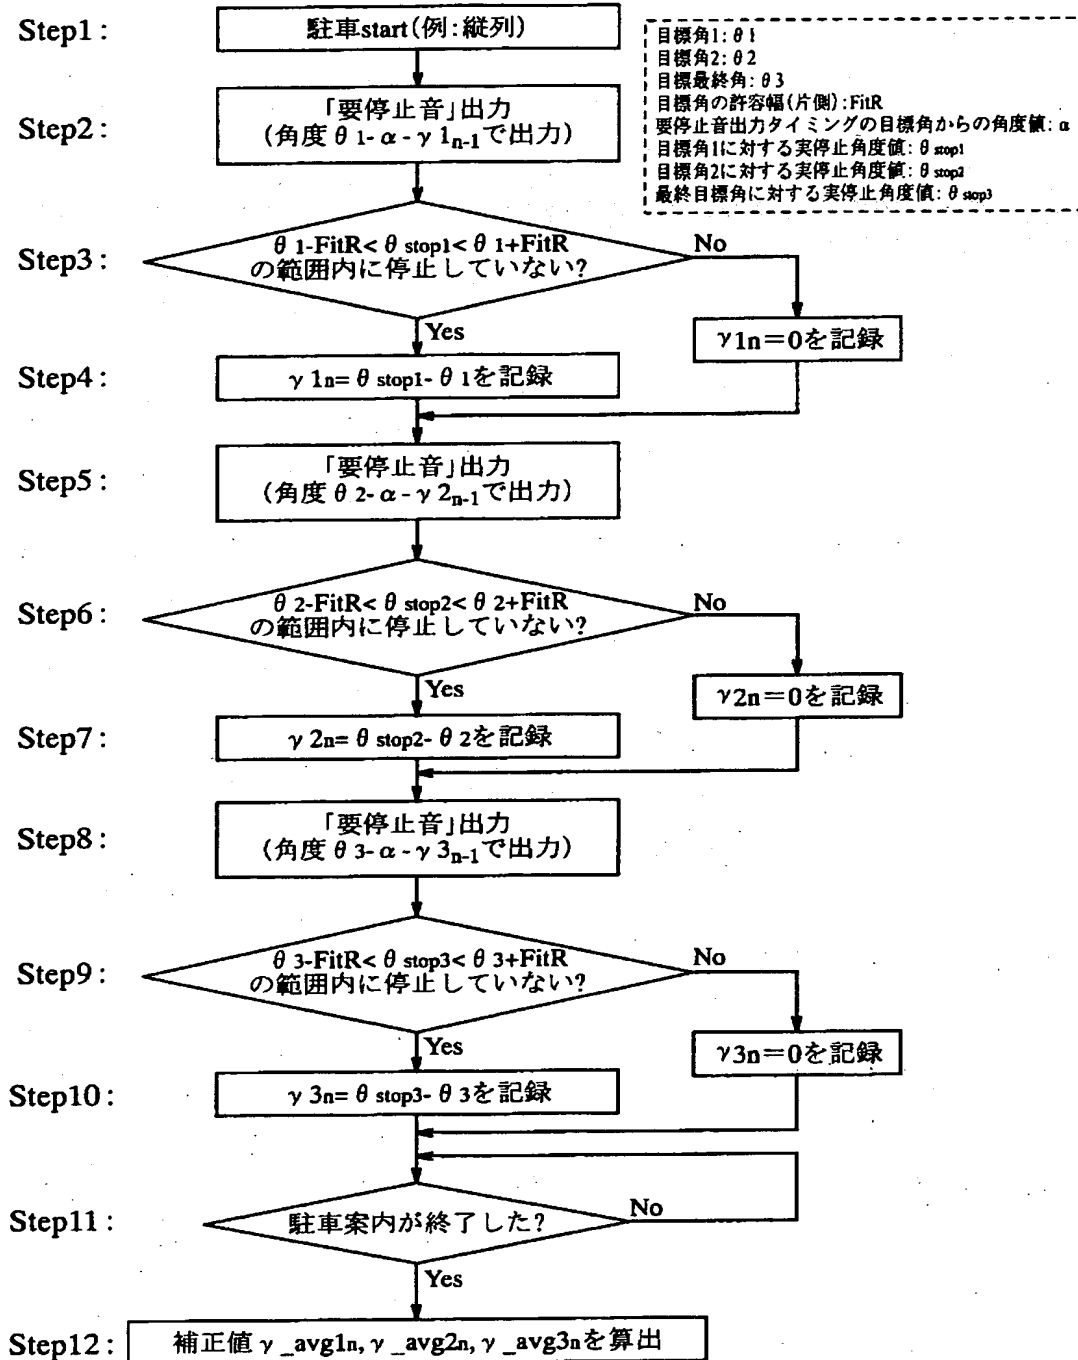 Step1:
駐車start(例:縦列)
目標角1: θ1
目標角2: θ2
目標最終角: θ3
目標角の許容幅(片側):FitR
要停止音出力タイミングの目標角からの角度値: α
目標角1に対する実停止角度値: θstop1
目標角2に対する実停止角度値: θstop2
最終目標角に対する実停止角度値: θstop3
Step2:
「要停止音」出力
(角度θ1-α-γ1n-1で出力)
Step3:
θ1-FitR<θstop1<θ1+FitR
の範囲内に停止していない?
No
Yes
γ1n=0を記録
Step4:
γ1n=θstop1-θ1を記録
Step5:
「要停止音」出力
(角度θ2-α-γ2n-1で出力)
Step6:
θ2-FitR<θstop2<θ2+FitR
の範囲内に停止していない?
No
Yes
γ2n=0を記録
Step7:
γ2n=θstop2-θ2を記録
Step8:
「要停止音」出力
(角度θ3-α-γ3n-1で出力)
Step9:
θ3-FitR<θstop3<θ3+FitR
の範囲内に停止していない?
No
Yes
γ3n=0を記録
Step10:
γ3n=θstop3-θ3を記録
Step11:
駐車案内が終了した?
No
Yes
Step12:
補正値γ_avg1n,γ_avg2n,γ_avg3nを算出